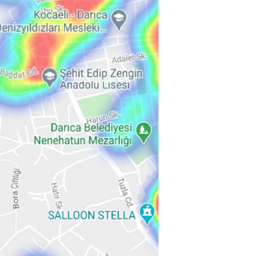 Kocaeli - Darıca
Denizyıldızları Mesleki...
Adalet Sk.
Bağdat Cd.
Şehit Edip Zengin
Anadolu Lisesi
Harun Sk.
Darıca Belediyesi
Nenehatun Mezarlığı
Bora Çiftliği
Hatır Sk.
Tuzla Cd.
SALLOON STELLA